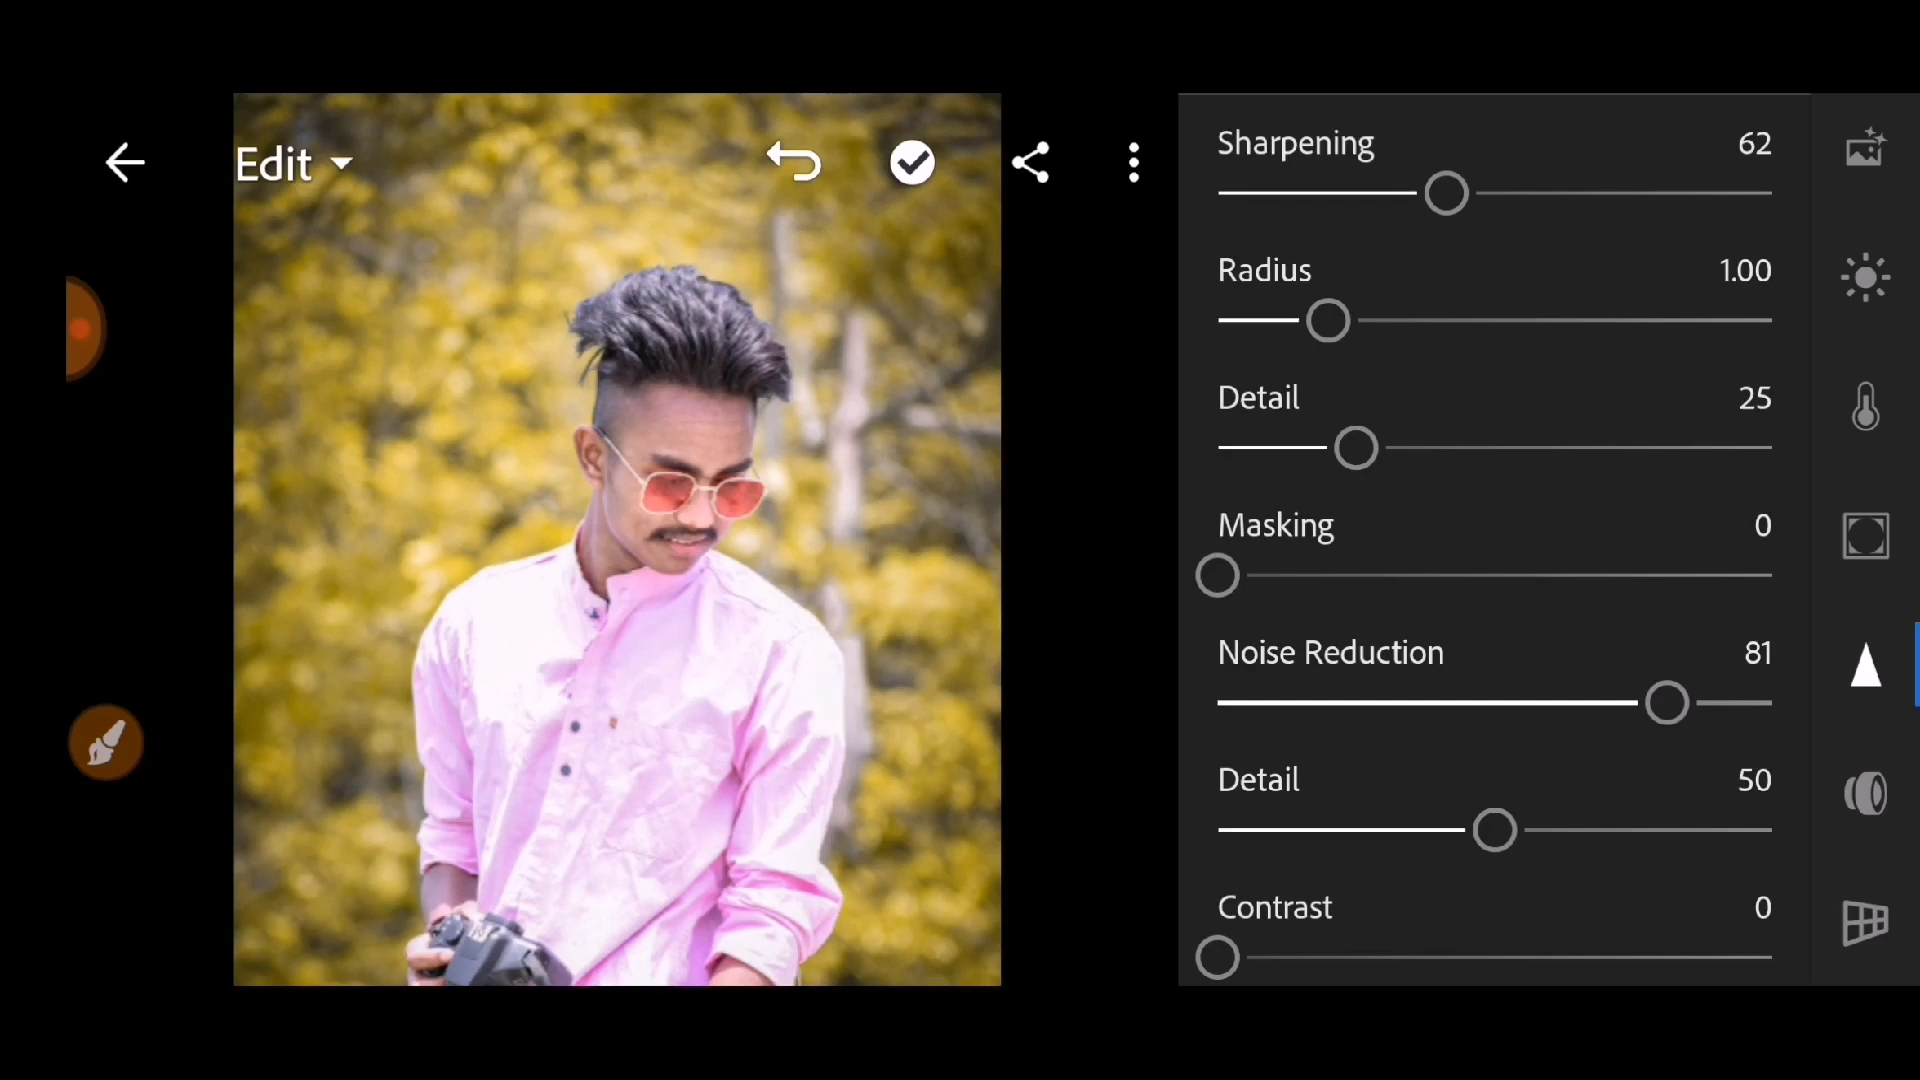 Edit
Sharpening 62
Radius 1.00
Detail 25
Masking 0
Noise Reduction 81
Detail 50
Contrast 0